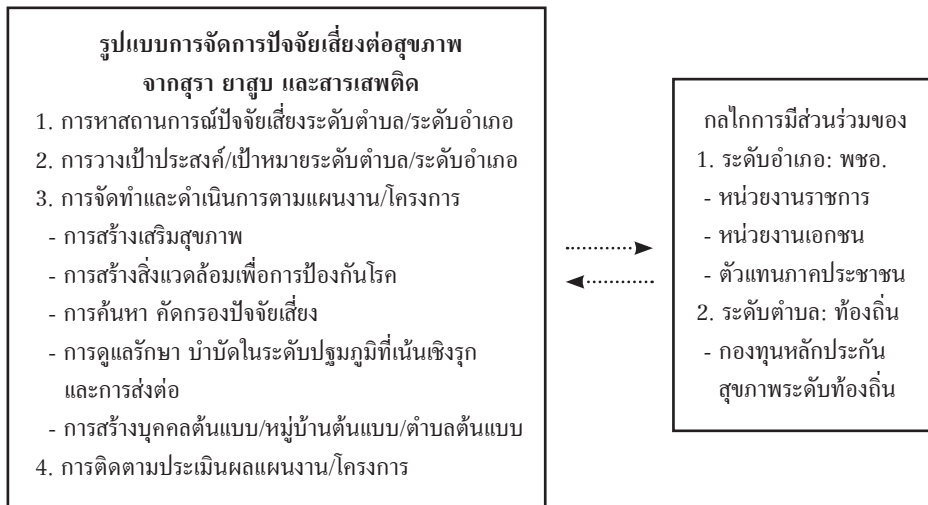 รูปแบบการจัดการปัจจัยเสี่ยงต่อสุขภาพ
จากสุรา ยาสูบ และสารเสพติด
1. การหาสถานการณ์ปัจจัยเสี่ยงระดับตำบล/ระดับอำเภอ
2. การวางเป้าประสงค์/เป้าหมายระดับตำบล/ระดับอำเภอ
3. การจัดทำและดำเนินการตามแผนงาน/โครงการ
- การสร้างเสริมสุขภาพ
- การสร้างสิ่งแวดล้อมเพื่อการป้องกันโรค
- การค้นหา คัดกรองปัจจัยเสี่ยง
- การดูแลรักษา บำบัดในระดับปฐมภูมิที่เน้นเชิงรุก
และการส่งต่อ
- การสร้างบุคคลต้นแบบ/หมู่บ้านต้นแบบ/ตำบลต้นแบบ
4. การติดตามประเมินผลแผนงาน/โครงการ
กลไกการมีส่วนร่วมของ
1. ระดับอำเภอ: พชอ.
- หน่วยงานราชการ
- หน่วยงานเอกชน
- ตัวแทนภาคประชาชน
2. ระดับตำบล: ท้องถิ่น
- กองทุนหลักประกัน
สุขภาพระดับท้องถิ่น